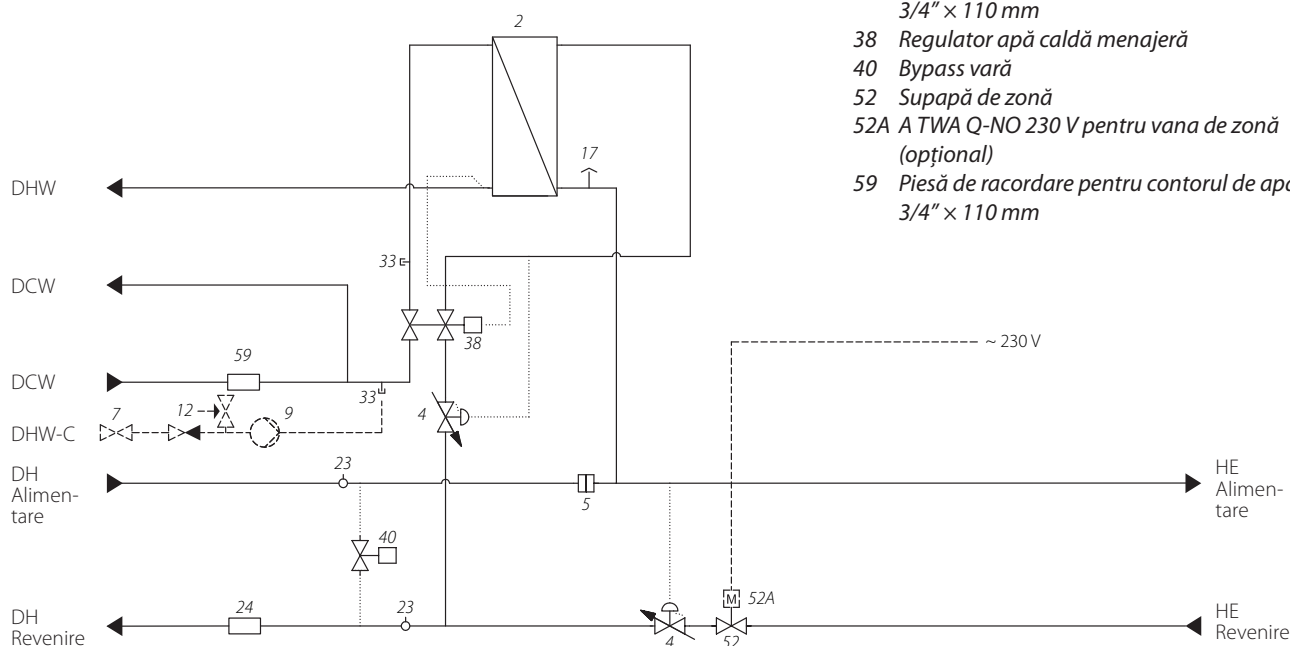 3/4" × 110 mm
38 Regulator apă caldă menajeră
40 Bypass vară
52 Supapă de zonă
52A A TWA Q-NO 230 V pentru vana de zonă
(opțional)
59 Piesă de racordare pentru contorul de apă
3/4" × 110 mm
2
17
DHW
33
DCW
38
~ 230 V
59
DCW
33
7
12
9
4
DHW-C
DH
Alimen-
tare
23
5
HE
Alimen-
tare
40
24
23
52A
M
DH
Revenire
4
52
HE
Revenire